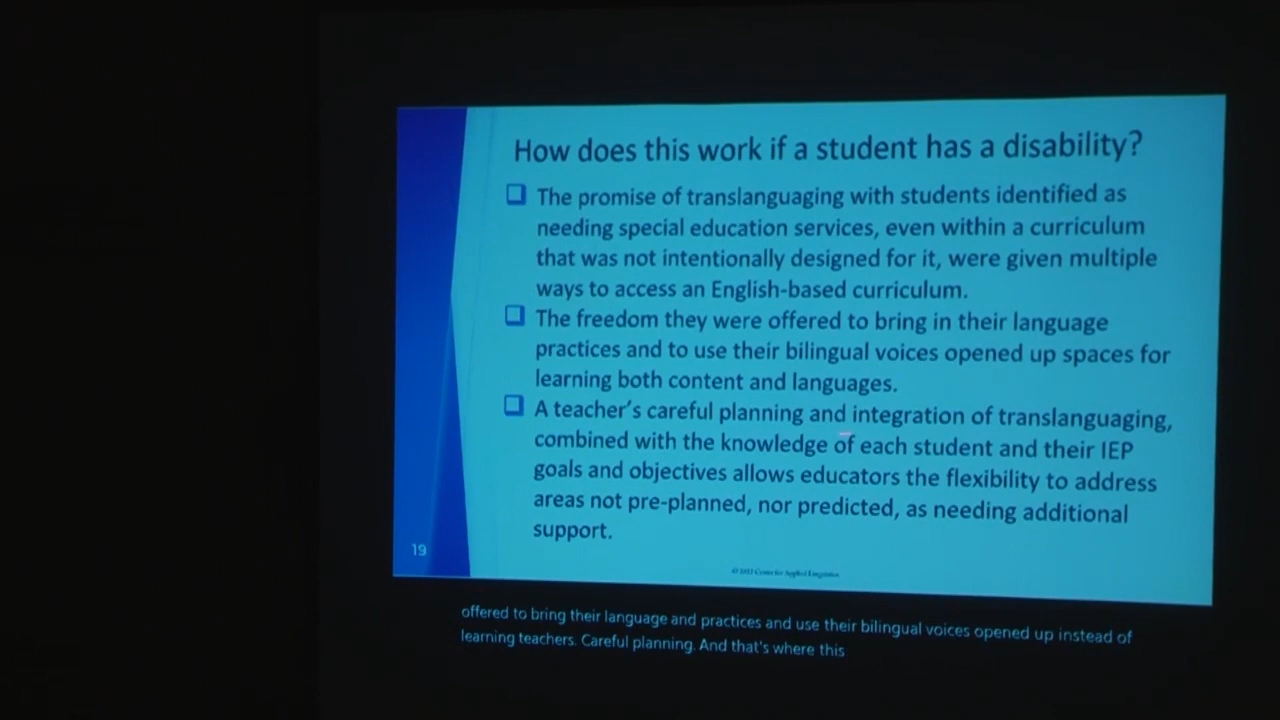 How does this work if a student has a disability?
The promise of translanguaging with students identified as
needing special education services, even within a curriculum
that was not intentionally designed for it, were given multiple
ways to access an English-based curriculum.
The freedom they were offered to bring in their language
practices and to use their bilingual voices opened up spaces for
learning both content and languages.
A teacher's careful planning and integration of translanguaging,
combined with the knowledge of each student and their IEP
goals and objectives allows educators the flexibility to address
areas not pre-planned, nor predicted, as needing additional
support.
19
Center for Applied Linguistics
offered to bring their language and practices and use their bilingual voices opened up instead of
learning teachers. Careful planning. And that's where this